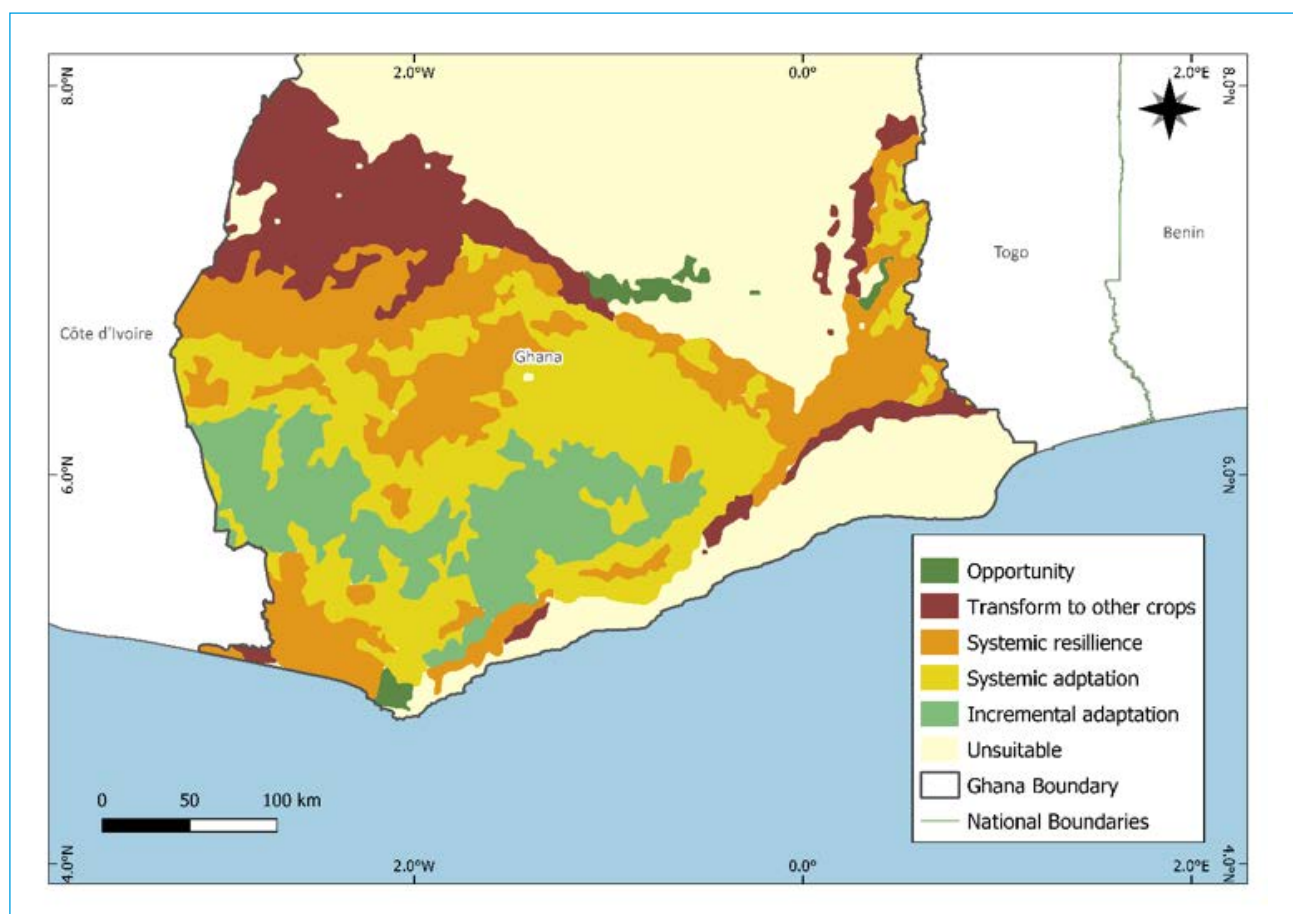 2.0°W
0.0°
2.0°E
8.0°N
8.0°N
Benin
Togo
Côte d'Ivoire
Ghana
6.0°N
6.0°N
Opportunity
Transform to other crops
Systemic resillience
Systemic adptation
Incremental adaptation
Unsuitable
Ghana Boundary
National Boundaries
0 50 100 km
4.0°N
4.0°N
2.0°W
0.0°
2.0°E